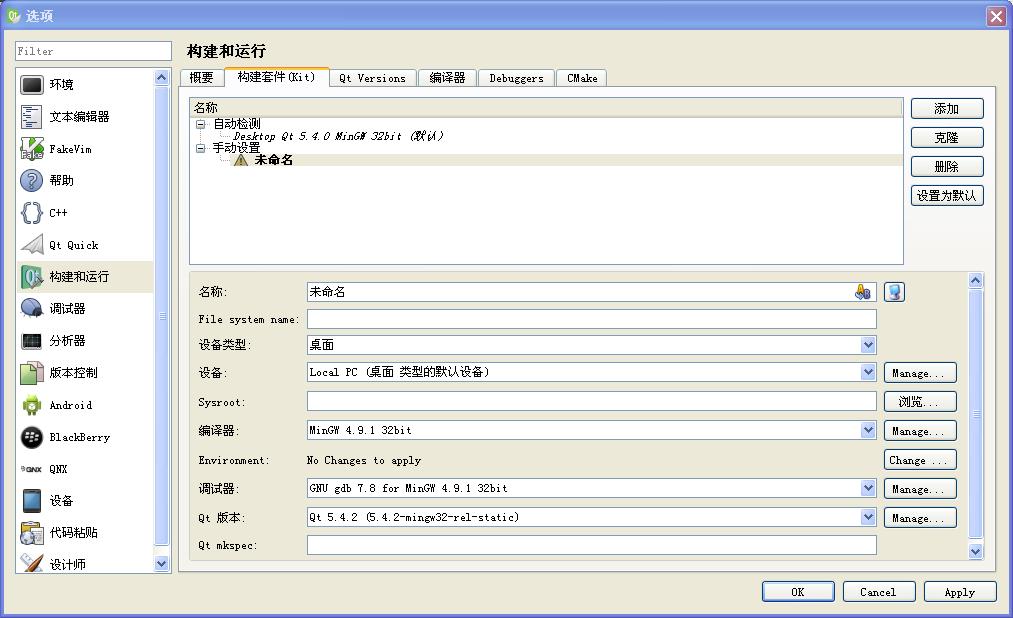 选项
Filter
环境
文本编辑器
FakeVim
帮助
C++
Qt Quick
构建和运行
调试器
分析器
版本控制
Android
BlackBerry
QNX
设备
代码粘贴
设计师
构建和运行
概要 构建套件(Kit) Qt Versions 编译器 Debuggers CMake
名称
自动检测
Desktop Qt 5.4.0 MinGW 32bit (默认)
手动设置
未命名
添加
克隆
删除
设置为默认
名称: 未命名
File system name:
设备类型: 桌面
设备: Local PC (桌面 类型的默认设备) Manage...
Sysroot: 浏览...
编译器: MinGW 4.9.1 32bit Manage...
Environment: No Changes to apply Change ...
调试器: GNU gdb 7.8 for MinGW 4.9.1 32bit Manage...
Qt 版本: Qt 5.4.2 (5.4.2-mingw32-rel-static) Manage...
Qt mkspec:
OK Cancel Apply